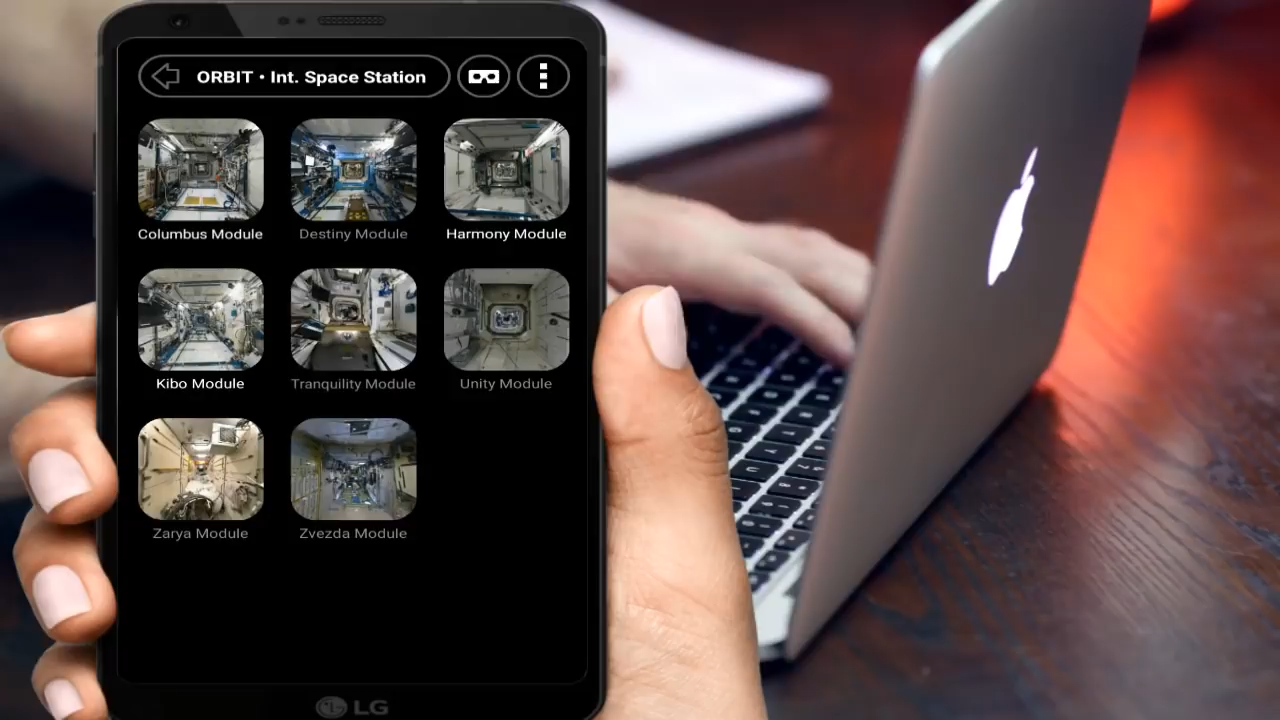 ORBIT • Int. Space Station
Columbus Module
Destiny Module
Harmony Module
Kibo Module
Tranquility Module
Unity Module
Zarya Module
Zvezda Module
LG